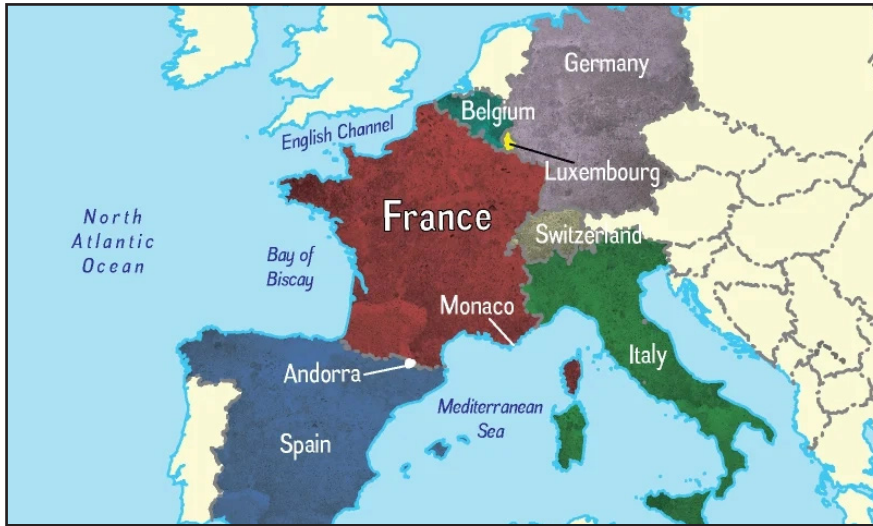 Germany
Belgium
English Channel
Luxembourg
France
North
Atlantic
Ocean
Switzerland
Bay of
Biscay
Monaco
Italy
Andorra
Mediterranean
Sea
Spain